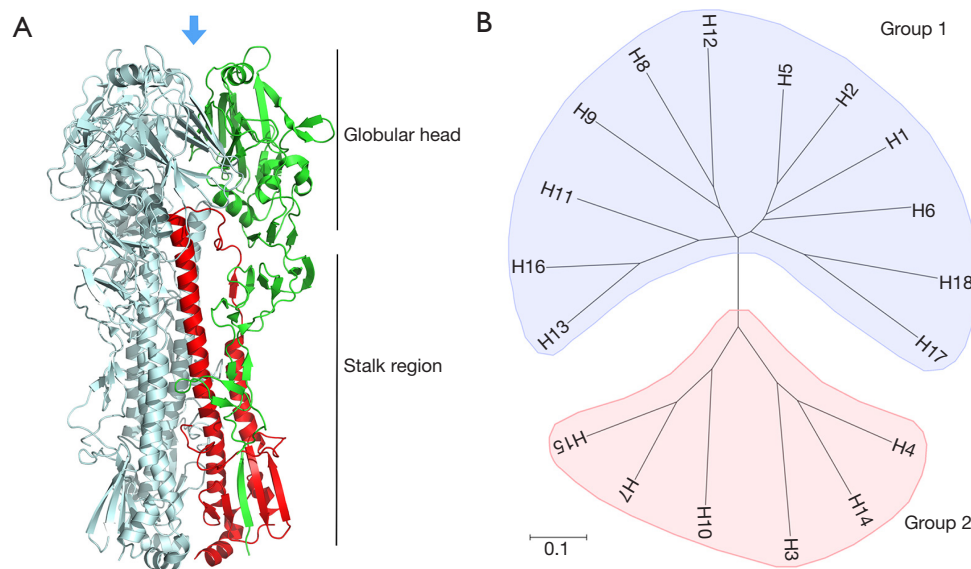 A
Globular head
Stalk region
B
Group 1
H12
H8
H5
H2
H9
H1
H11
H6
H16
H18
H13
H17
H15
H7
H10
H3
H14
H4
Group 2
0.1